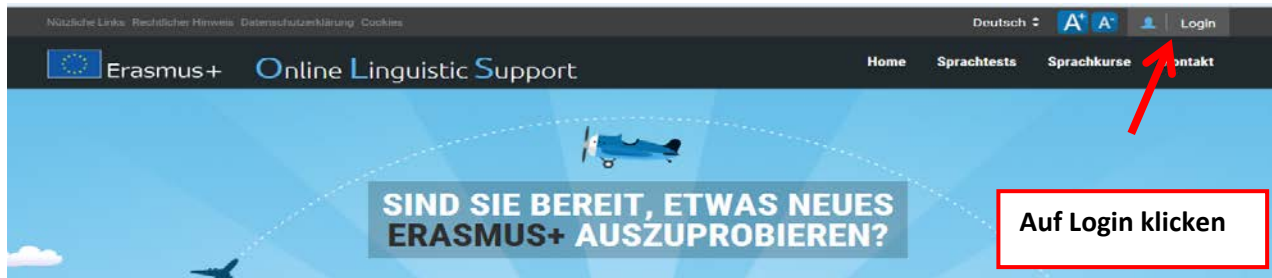 Nützliche Links Rechtlicher Hinweis Datenschutzerklärung Cookies Deutsch A+ A- Login
Erasmus+ Online Linguistic Support Home Sprachtests Sprachkurse Kontakt
SIND SIE BEREIT, ETWAS NEUES
ERASMUS+ AUSZUPROBIEREN?
Auf Login klicken